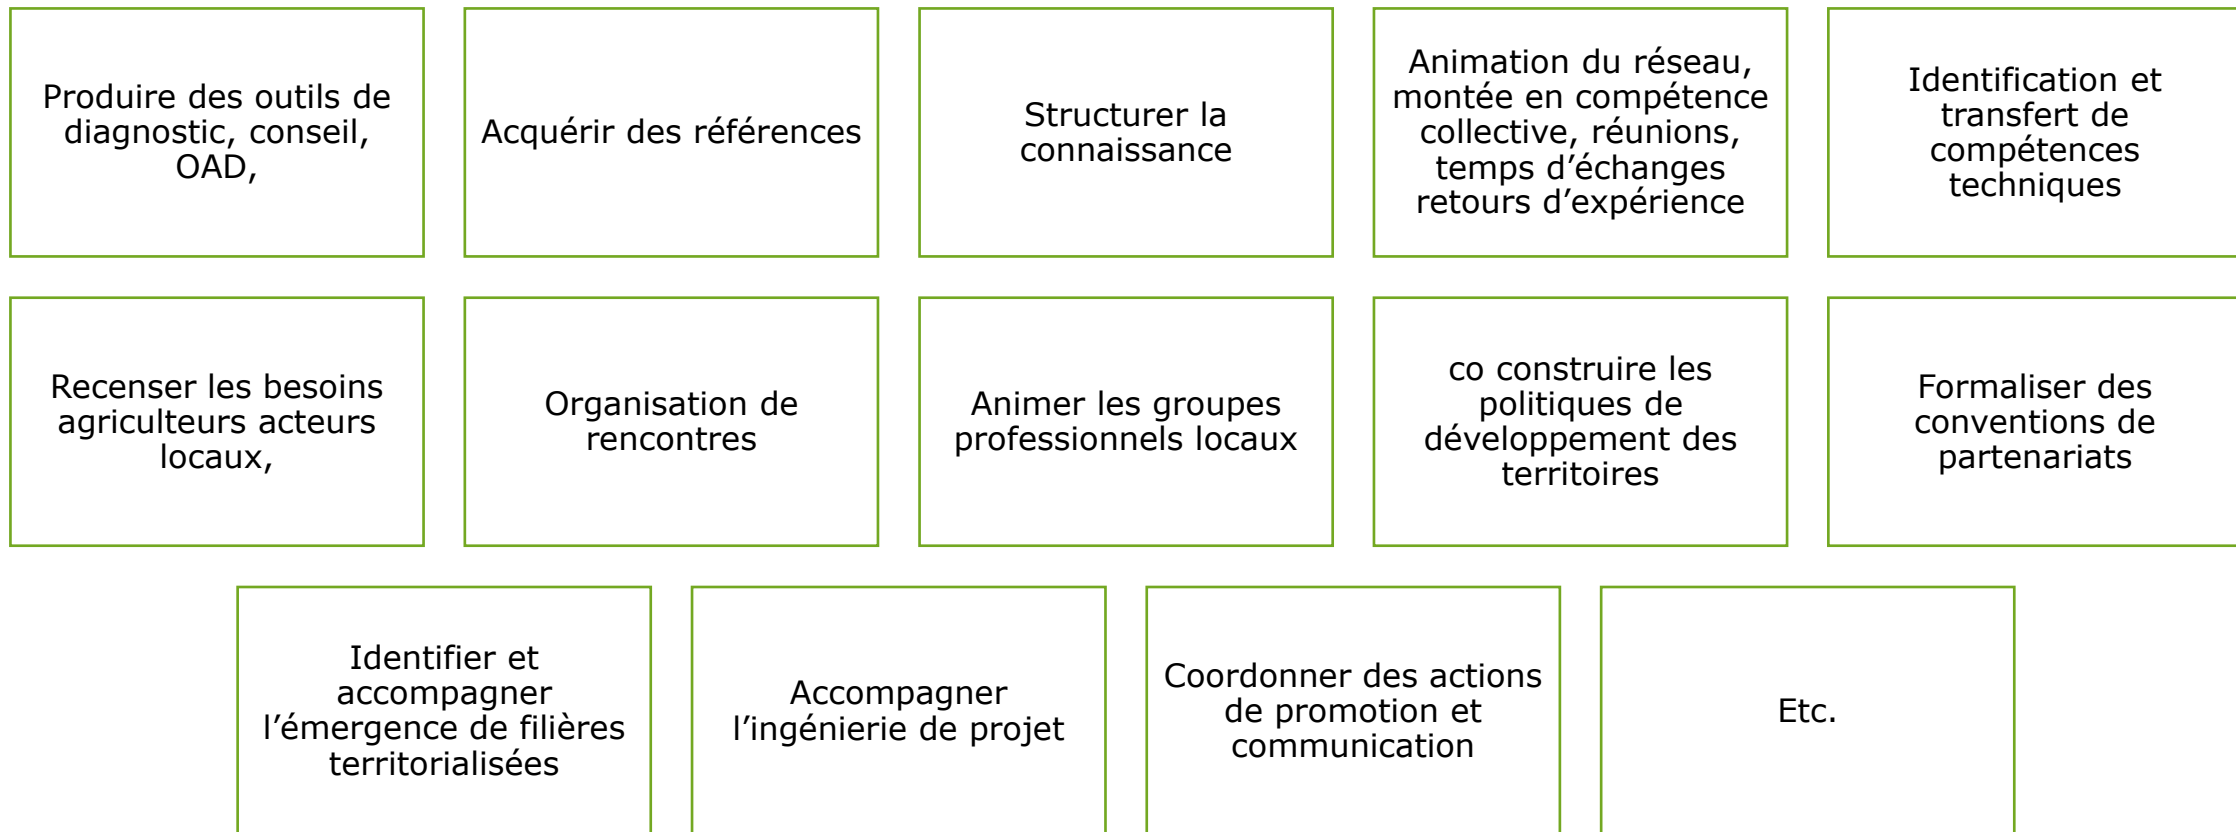 Produire des outils de
diagnostic, conseil,
OAD,
Acquérir des références
Structurer la
connaissance
Animation du réseau,
montée en compétence
collective, réunions,
temps d’échanges
retours d’expérience
Identification et
transfert de
compétences
techniques
Recenser les besoins
agriculteurs acteurs
locaux,
Organisation de
rencontres
Animer les groupes
professionnels locaux
co construire les
politiques de
développement des
territoires
Formaliser des
conventions de
partenariats
Identifier et
accompagner
l’émergence de filières
territorialisées
Accompagner
l’ingénierie de projet
Coordonner des actions
de promotion et
communication
Etc.